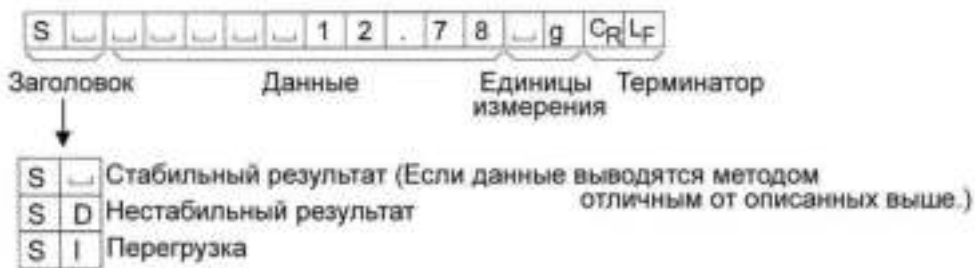 S ␣ ␣ ␣ ␣ ␣ ␣ 1 2 . 7 8 ␣ g CR LF
Заголовок Данные Единицы измерения Терминатор
S ␣ Стабильный результат (Если данные выводятся методом
отличным от описанных выше.)
S D Нестабильный результат
S I Перегрузка